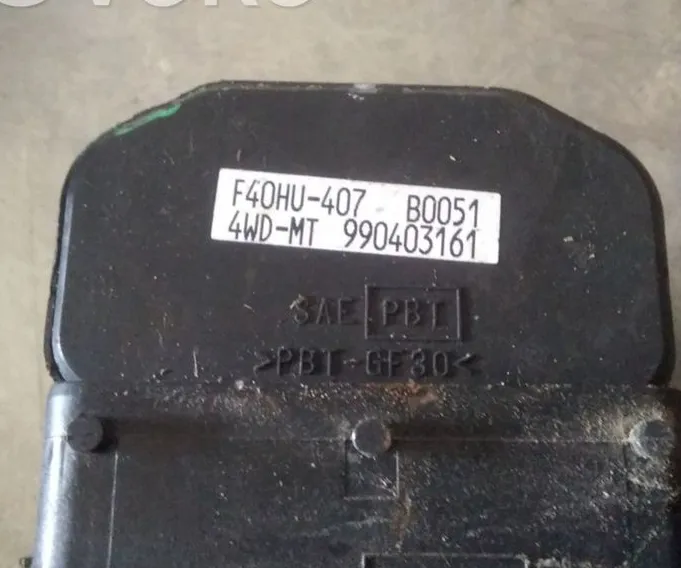 F40HU-407 B0051
4WD-MT 990403161
SAE PBT
>PBT-GF30<